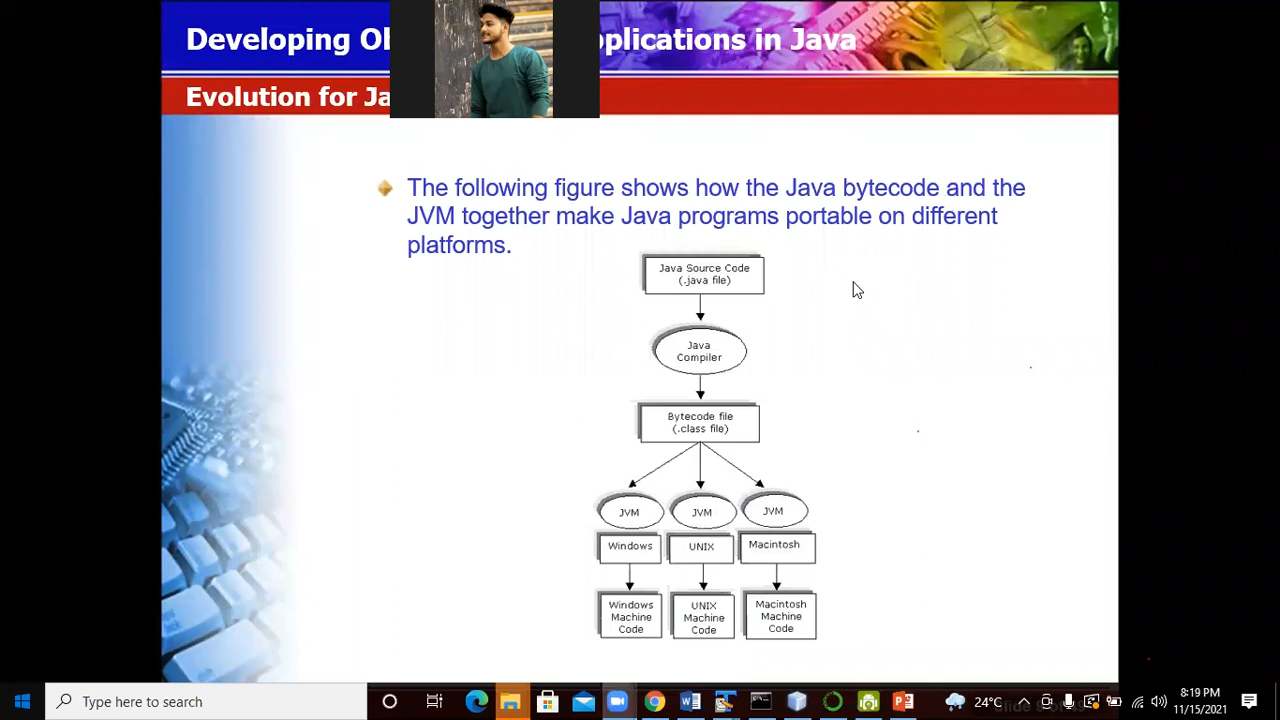 Developing Ob
plications in Java
Evolution for Ja
The following figure shows how the Java bytecode and the
JVM together make Java programs portable on different
platforms.
Java Source Code
(.java file)
Java
Compiler
Bytecode file
(.class file)
JVM
JVM
JVM
Windows
UNIX
Macintosh
Windows
Machine
Code
UNIX
Machine
Code
Macintosh
Machine
Code
Type here to search
24°C
8:19 PM
11/15/2021